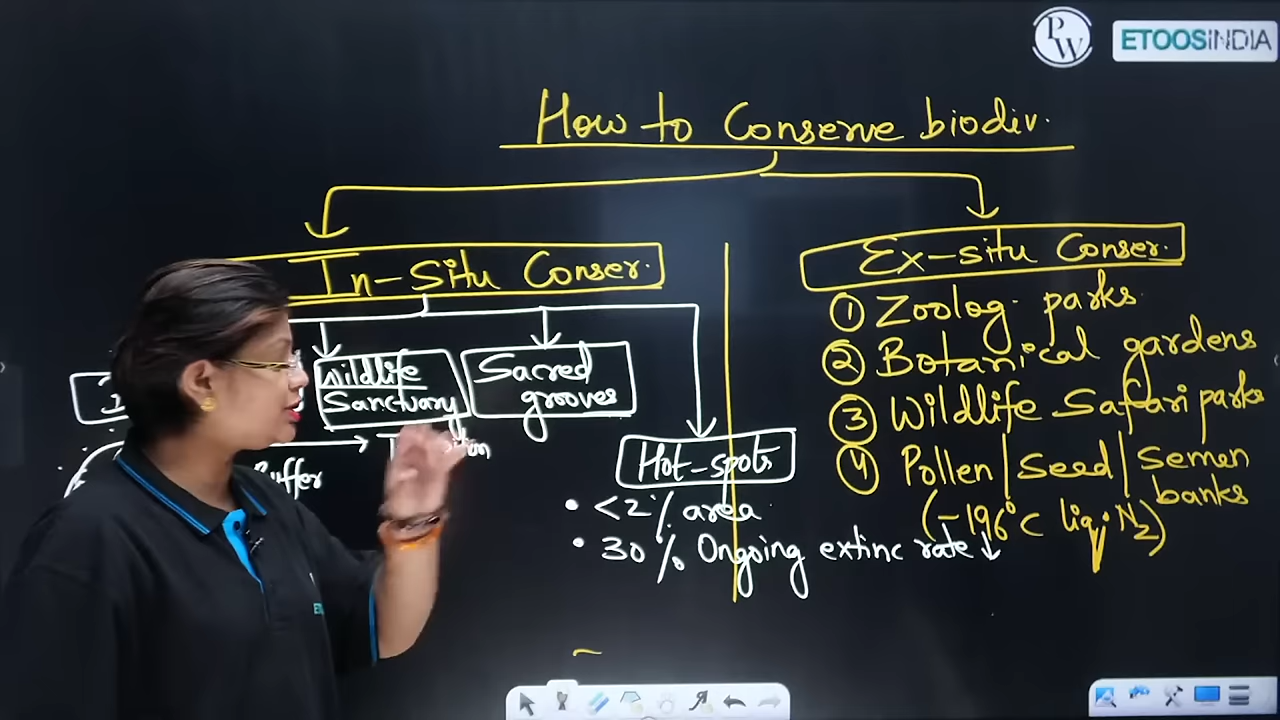 PW
ETOOSINDIA
How to Conserve biodiv.
In-situ Conser.
Ex-situ Conser.
① Zoolog. parks
② Botanical gardens
③ Wildlife Safari parks
④ Pollen | Seed | Semen
banks
(-196°c liq. N2)
Wildlife
Sanctuary
Sacred
grooves
Buffer
Hot-spots
• <2% area
• 30% Ongoing extinc rate ↓